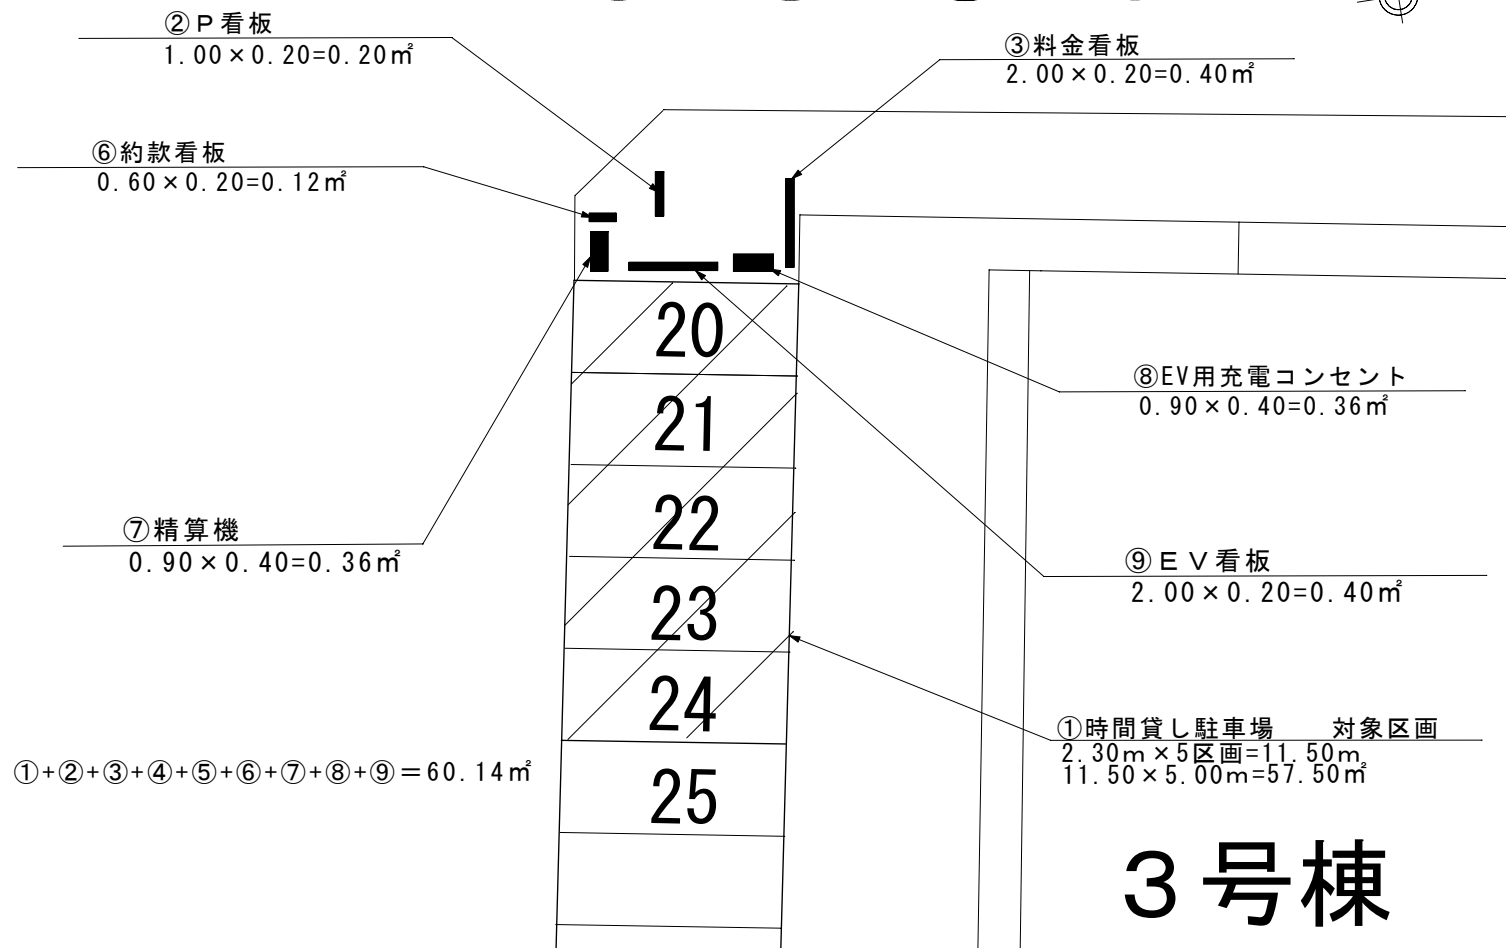 ②Ｐ看板
1.00×0.20=0.20㎡
③料金看板
2.00×0.20=0.40㎡
⑥約款看板
0.60×0.20=0.12㎡
20
⑧EV用充電コンセント
0.90×0.40=0.36㎡
21
22
⑦精算機
0.90×0.40=0.36㎡
⑨ＥＶ看板
2.00×0.20=0.40㎡
23
24
①時間貸し駐車場　対象区画
2.30m×5区画=11.50m
11.50×5.00m=57.50㎡
①+②+③+④+⑤+⑥+⑦+⑧+⑨＝60.14㎡
25
３号棟